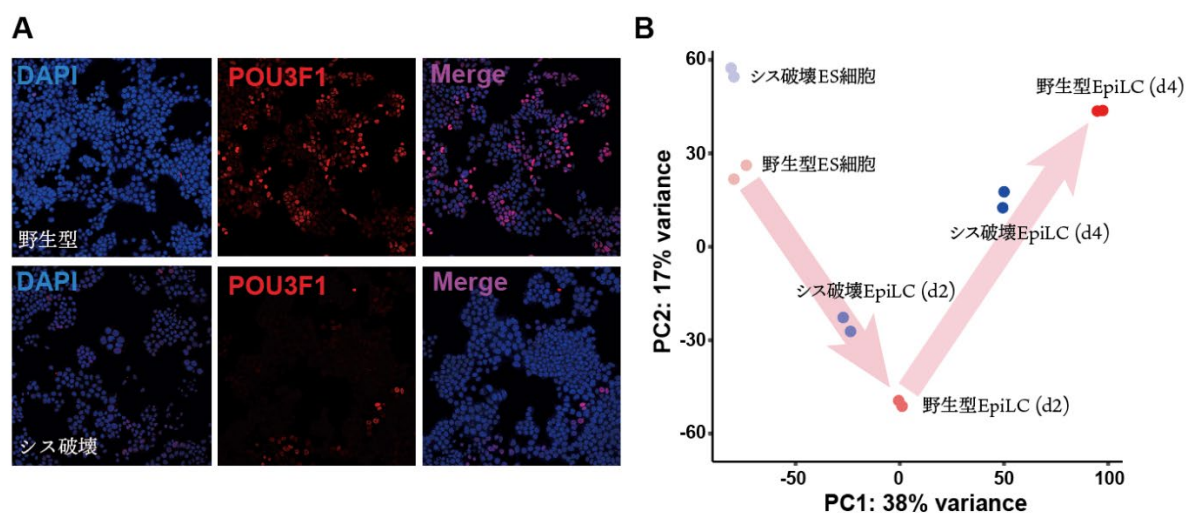 A
DAPI
POU3F1
Merge
野生型
DAPI
POU3F1
Merge
シス破壊
B
PC2: 17% variance
60
30
0
-30
-60
シス破壊ES細胞
野生型EpiLC (d4)
野生型ES細胞
シス破壊EpiLC (d4)
シス破壊EpiLC (d2)
野生型EpiLC (d2)
-50
0
50
100
PC1: 38% variance